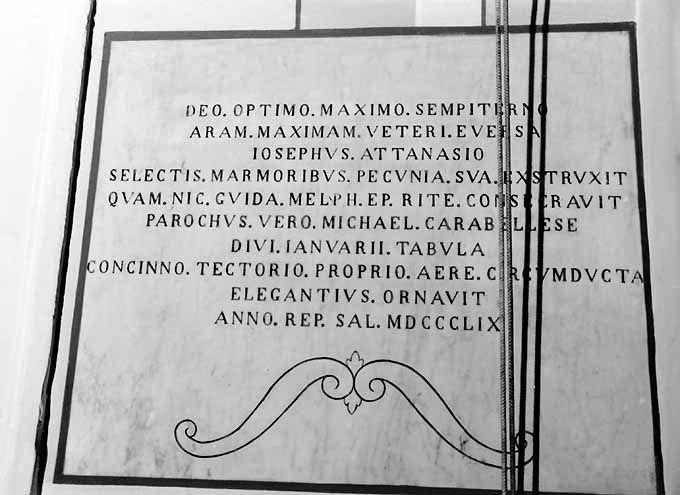 DEO. OPTIMO. MAXIMO. SEMPITERNO
ARAM. MAXIMAM. VETERI. EVERSA
IOSEPHVS. ATTANASIO
SELECTIS. MARMORIBVS. PECVNIA. SVA. EXSTRVXIT
QVAM. NIC. GVIDA. MELPH. EP. RITE. CONSECRAVIT
PAROCHVS. VERO. MICHAEL. CARABELLESE
DIVI. IANVARII. TABVLA
CONCINNO. TECTORIO. PROPRIO. AERE. CIRCVMDVCTA
ELEGANTIVS. ORNAVIT
ANNO. REP. SAL. MDCCCLIX